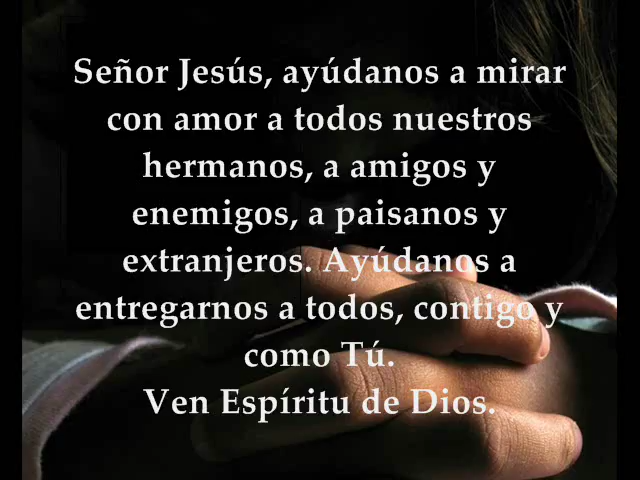 Señor Jesús, ayúdanos a mirar
con amor a todos nuestros
hermanos, a amigos y
enemigos, a paisanos y
extranjeros. Ayúdanos a
entregarnos a todos, contigo y
como Tú.
Ven Espíritu de Dios.